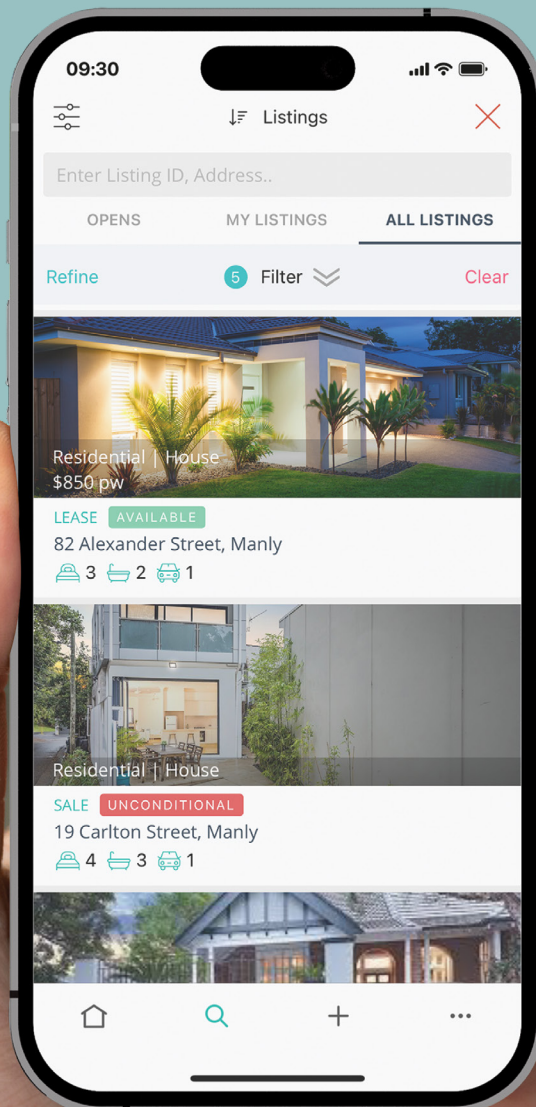 09:30
Listings
Enter Listing ID, Address..
OPENS MY LISTINGS ALL LISTINGS
Refine 5 Filter Clear
Residential | House
$850 pw
LEASE AVAILABLE
82 Alexander Street, Manly
3 2 1
Residential | House
SALE UNCONDITIONAL
19 Carlton Street, Manly
4 3 1